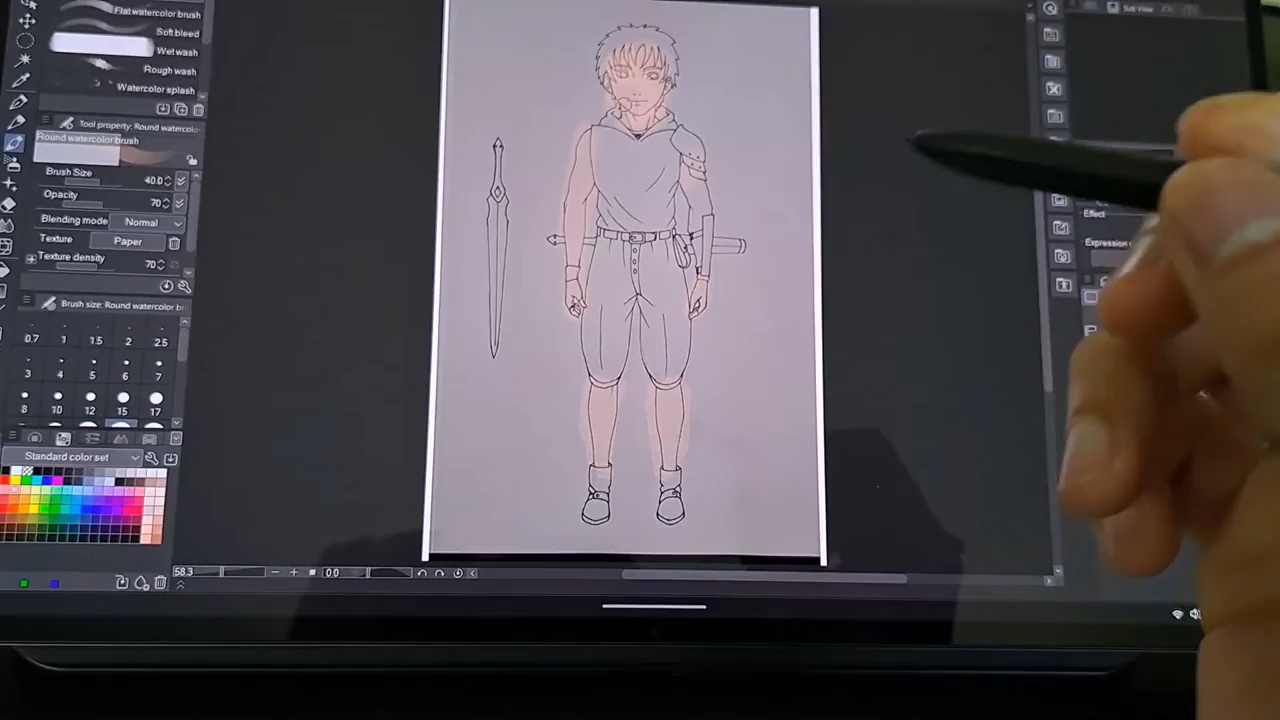 Flat watercolor brush
Soft bleed
Wet wash
Rough wash
Watercolor splash
Tool property: Round watercolo
Round watercolor brush
Brush Size 40.0
Opacity 70
Blending mode Normal
Texture Paper
Texture density 70
Brush size: Round watercolor br
0.7 1 1.5 2 2.5
3 4 5 6 7
8 10 12 15 17
Standard color set
58.3 0.0
Sub View
Effect
Expression